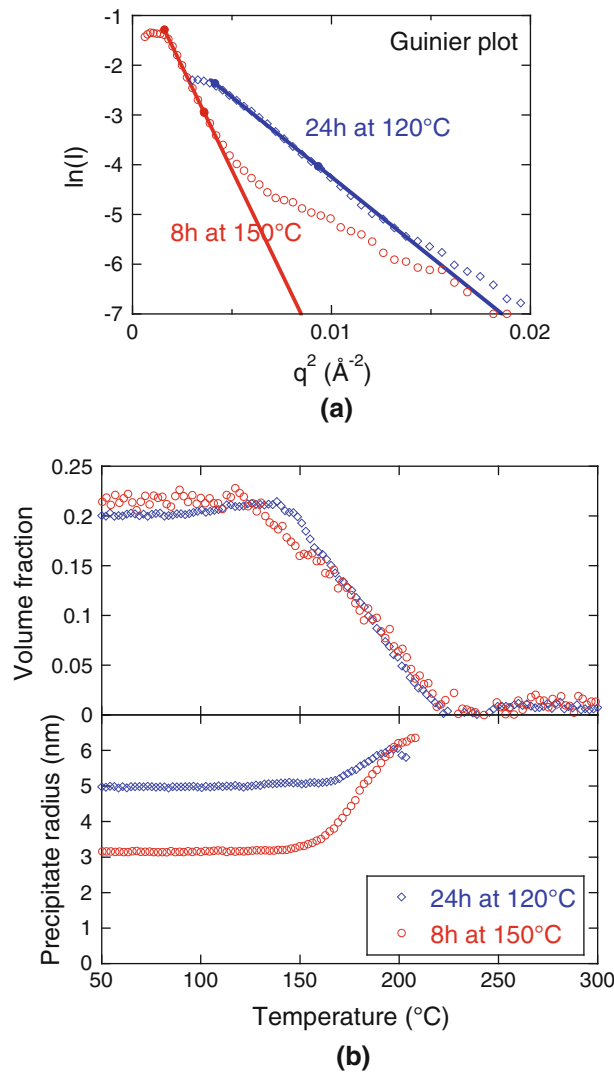 -1
Guinier plot
-2
-3
24h at 120°C
ln(I)
-4
-5
8h at 150°C
-6
-7
0
0.01
0.02
q² (Å⁻²)
(a)
0.25
0.2
0.15
0.1
0.05
0
Volume fraction
6
5
4
3
2
1
0
Precipitate radius (nm)
24h at 120°C
8h at 150°C
50
100
150
200
250
300
Temperature (°C)
(b)